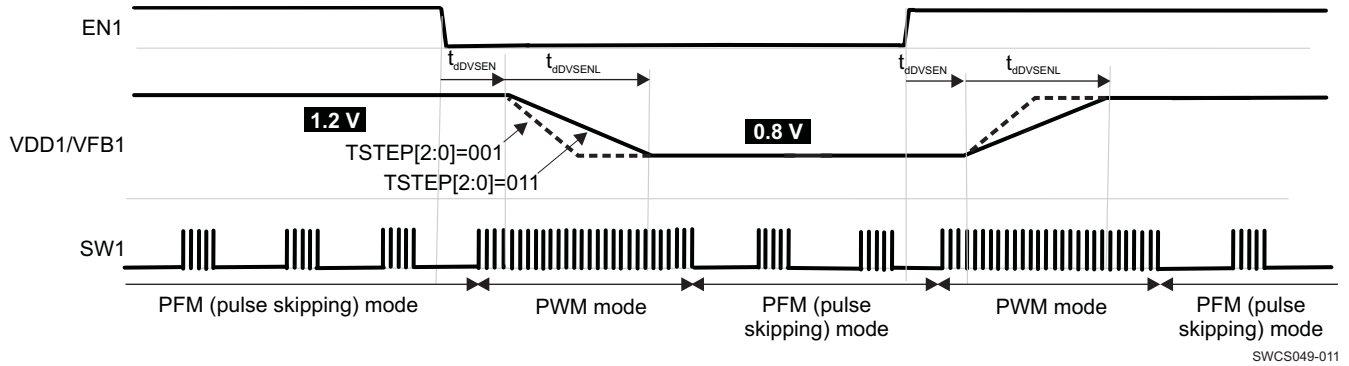 EN1
tdDVSEN
tdDVSENL
tdDVSEN
tdDVSENL
1.2 V
0.8 V
VDD1/VFB1
TSTEP[2:0]=001
TSTEP[2:0]=011
SW1
PFM (pulse skipping) mode
PWM mode
PFM (pulse
skipping) mode
PWM mode
PFM (pulse
skipping) mode
SWCS049-011